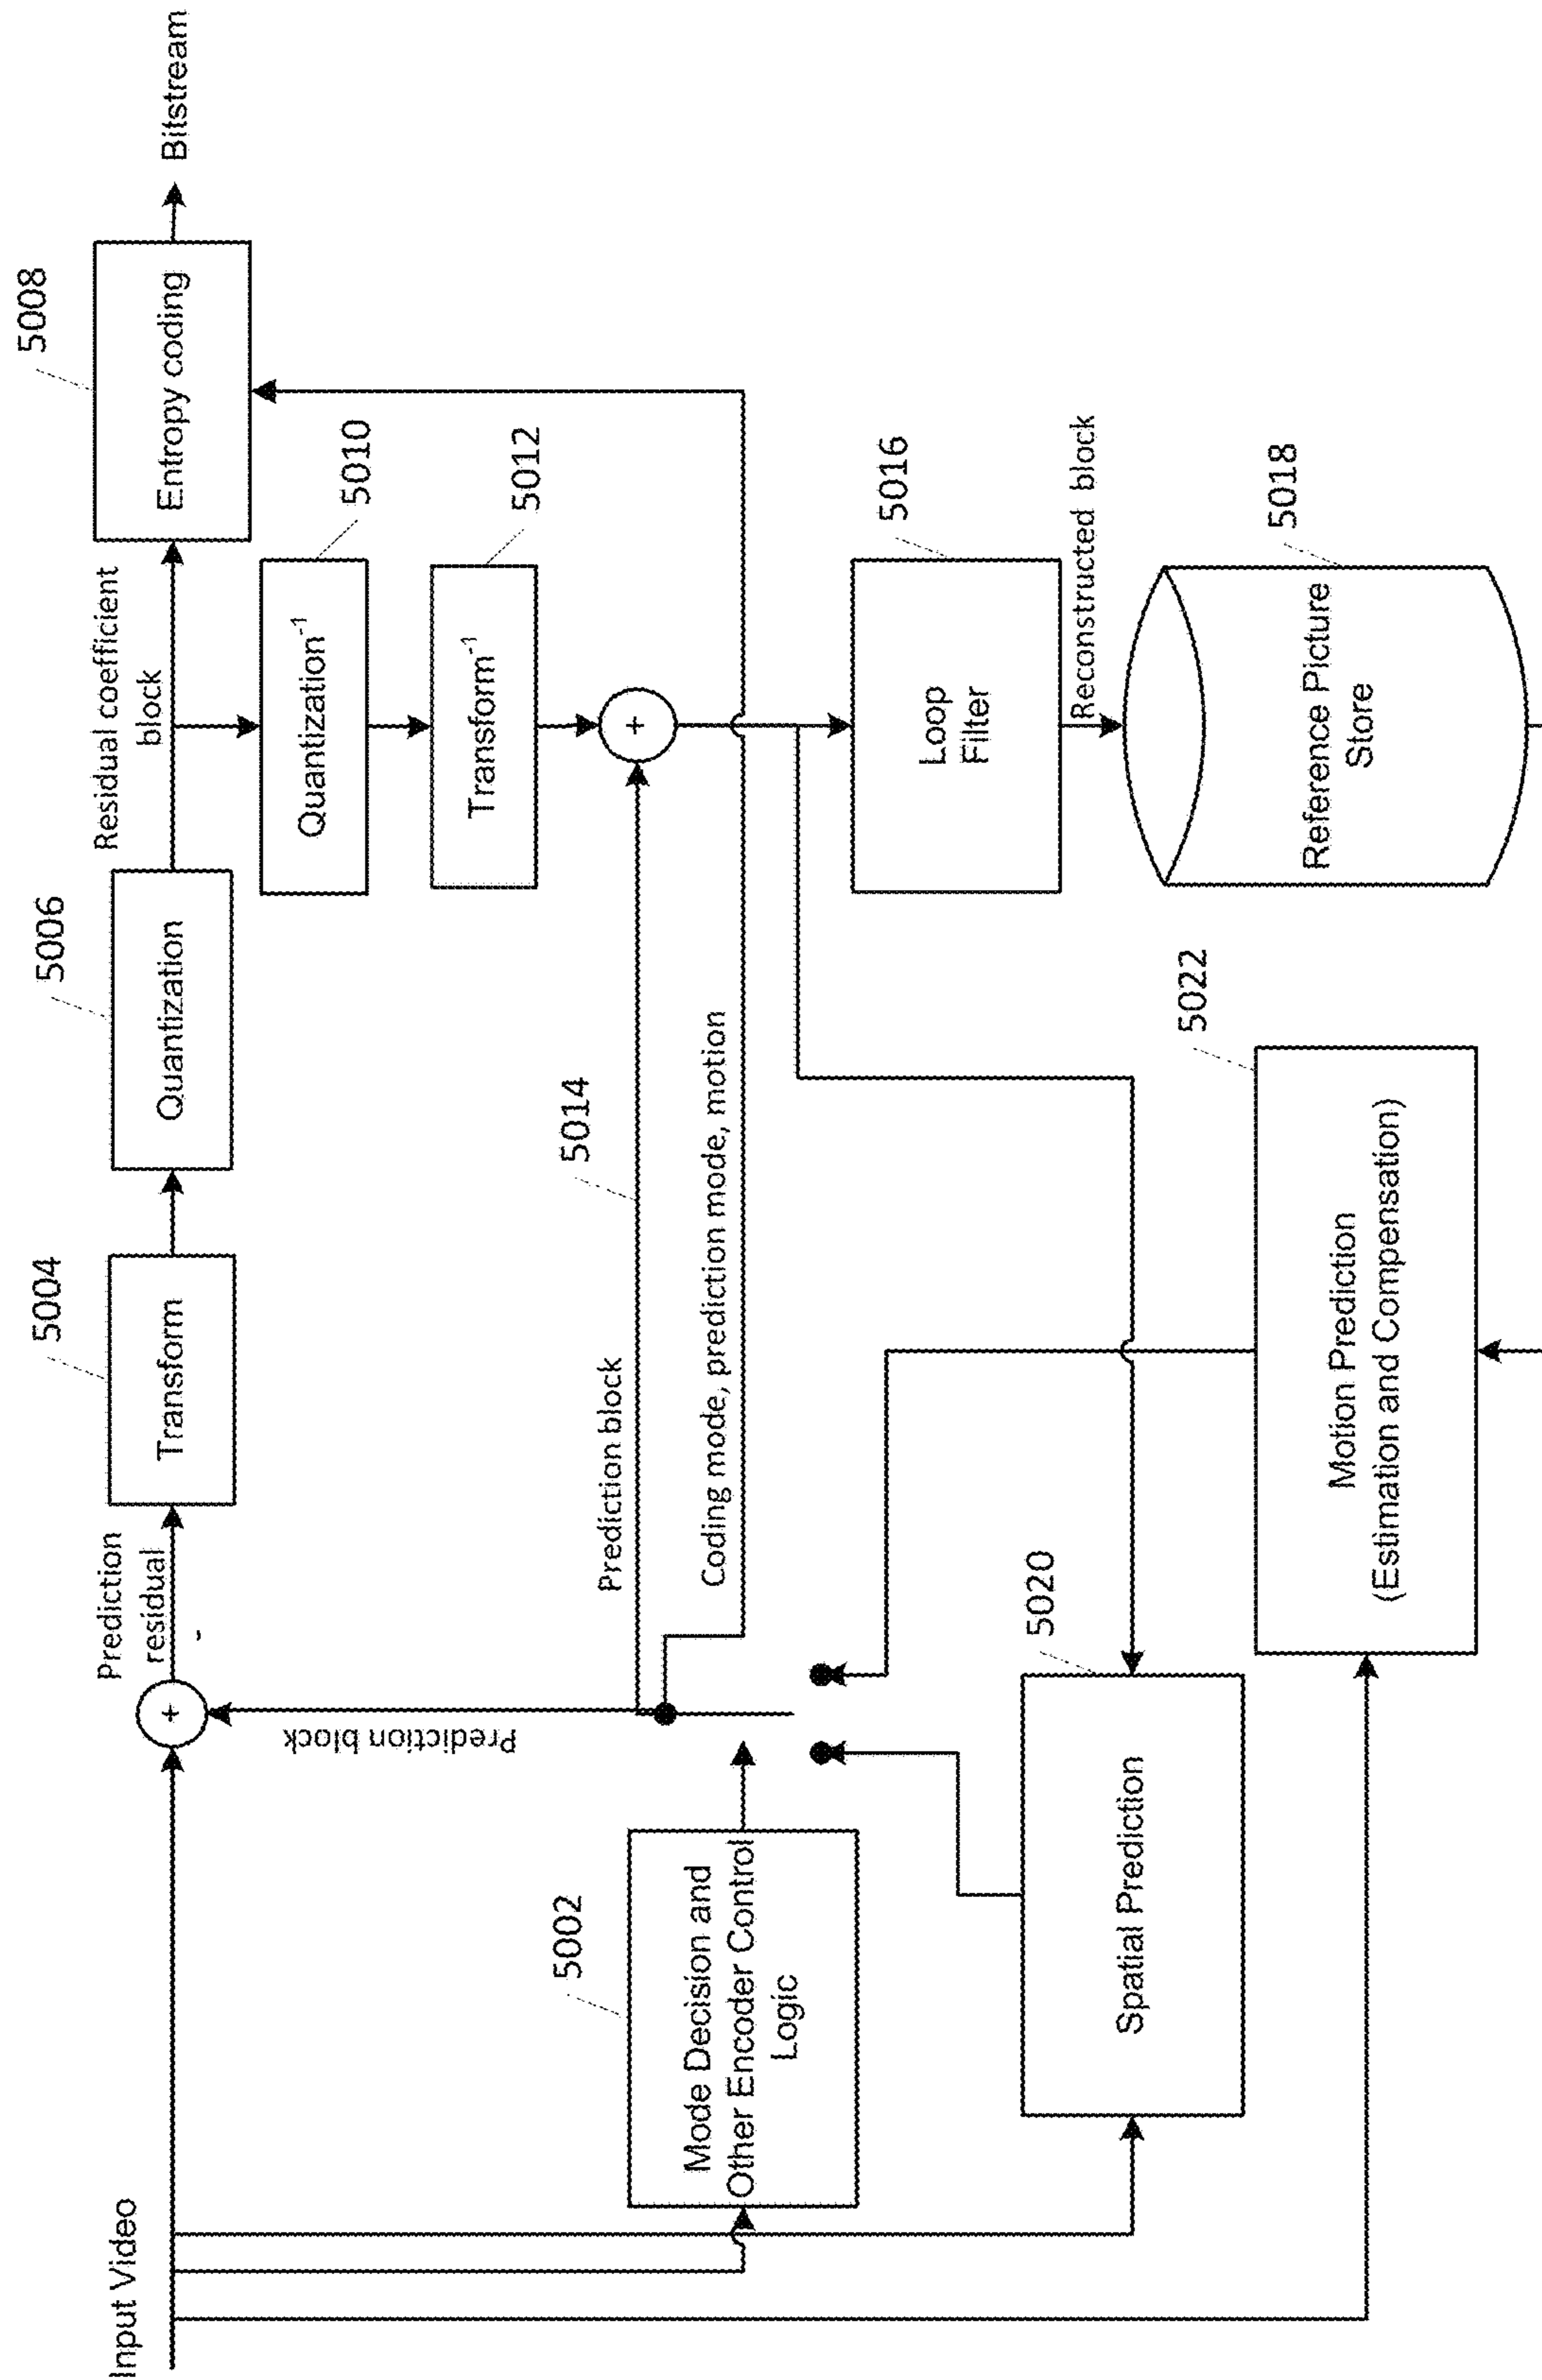 Input Video
Prediction
residual
5004
Transform
5006
Quantization
Residual coefficient
block
5008
Entropy coding
Bitstream
Prediction block
5010
Quantization-1
5012
Transform-1
+
+
5014
Prediction block
Coding mode, prediction mode, motion
5002
Mode Decision and
Other Encoder Control
Logic
5016
Loop
Filter
Reconstructed block
5020
Spatial Prediction
5018
Reference Picture
Store
5022
Motion Prediction
(Estimation and Compensation)